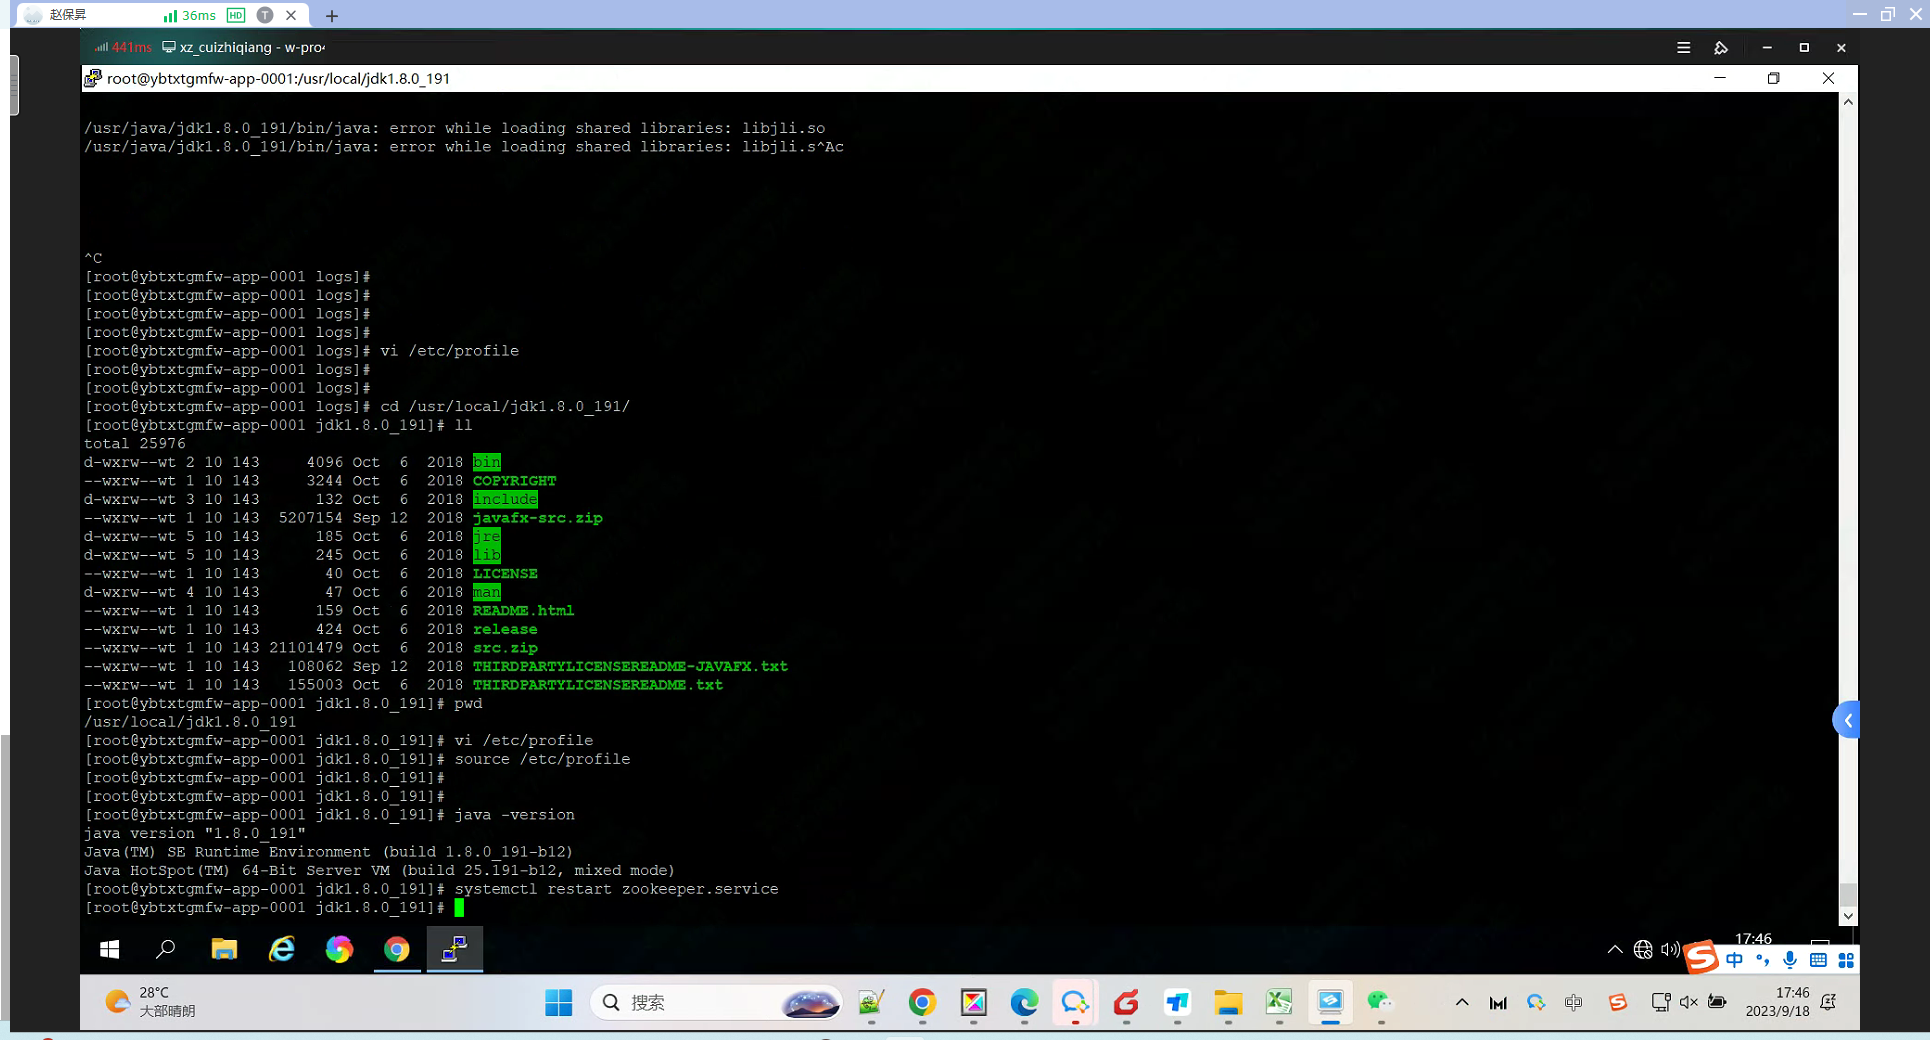 赵保昇 36ms HD T
441ms xz_cuizhiqiang - w-pro4
root@ybtxtgmfw-app-0001:/usr/local/jdk1.8.0_191
/usr/java/jdk1.8.0_191/bin/java: error while loading shared libraries: libjli.so
/usr/java/jdk1.8.0_191/bin/java: error while loading shared libraries: libjli.s^Ac
^C
[root@ybtxtgmfw-app-0001 logs]#
[root@ybtxtgmfw-app-0001 logs]#
[root@ybtxtgmfw-app-0001 logs]#
[root@ybtxtgmfw-app-0001 logs]#
[root@ybtxtgmfw-app-0001 logs]# vi /etc/profile
[root@ybtxtgmfw-app-0001 logs]#
[root@ybtxtgmfw-app-0001 logs]#
[root@ybtxtgmfw-app-0001 logs]# cd /usr/local/jdk1.8.0_191/
[root@ybtxtgmfw-app-0001 jdk1.8.0_191]# ll
total 25976
d-wxrw--wt 2 10 143     4096 Oct  6  2018 bin
--wxrw--wt 1 10 143     3244 Oct  6  2018 COPYRIGHT
d-wxrw--wt 3 10 143      132 Oct  6  2018 include
--wxrw--wt 1 10 143  5207154 Sep 12  2018 javafx-src.zip
d-wxrw--wt 5 10 143      185 Oct  6  2018 jre
d-wxrw--wt 5 10 143      245 Oct  6  2018 lib
--wxrw--wt 1 10 143       40 Oct  6  2018 LICENSE
d-wxrw--wt 4 10 143       47 Oct  6  2018 man
--wxrw--wt 1 10 143      159 Oct  6  2018 README.html
--wxrw--wt 1 10 143      424 Oct  6  2018 release
--wxrw--wt 1 10 143 21101479 Oct  6  2018 src.zip
--wxrw--wt 1 10 143   108062 Sep 12  2018 THIRDPARTYLICENSEREADME-JAVAFX.txt
--wxrw--wt 1 10 143   155003 Oct  6  2018 THIRDPARTYLICENSEREADME.txt
[root@ybtxtgmfw-app-0001 jdk1.8.0_191]# pwd
/usr/local/jdk1.8.0_191
[root@ybtxtgmfw-app-0001 jdk1.8.0_191]# vi /etc/profile
[root@ybtxtgmfw-app-0001 jdk1.8.0_191]# source /etc/profile
[root@ybtxtgmfw-app-0001 jdk1.8.0_191]#
[root@ybtxtgmfw-app-0001 jdk1.8.0_191]#
[root@ybtxtgmfw-app-0001 jdk1.8.0_191]# java -version
java version "1.8.0_191"
Java(TM) SE Runtime Environment (build 1.8.0_191-b12)
Java HotSpot(TM) 64-Bit Server VM (build 25.191-b12, mixed mode)
[root@ybtxtgmfw-app-0001 jdk1.8.0_191]# systemctl restart zookeeper.service
[root@ybtxtgmfw-app-0001 jdk1.8.0_191]#
17:46
中
28°C
大部晴朗
搜索
中
17:46
2023/9/18